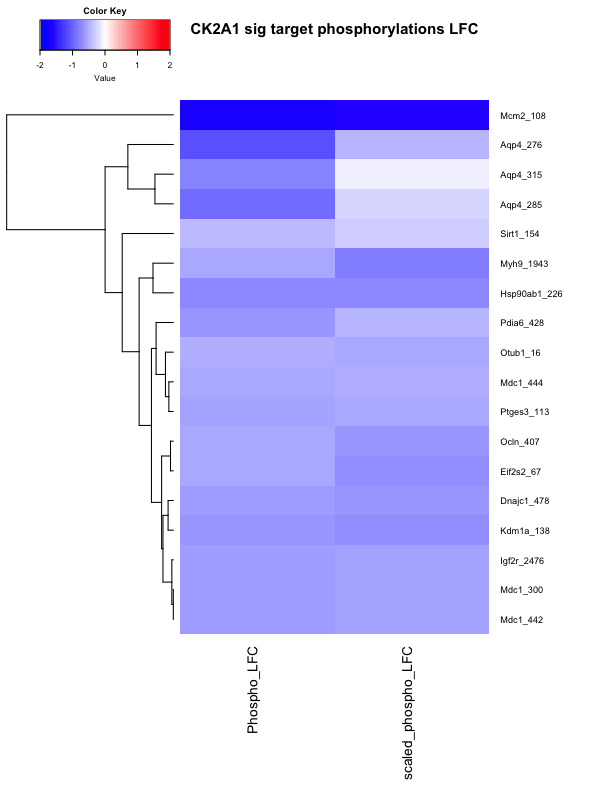 Color Key
CK2A1 sig target phosphorylations LFC
-2 -1 0 1 2
Value
Mcm2_108
Aqp4_276
Aqp4_315
Aqp4_285
Sirt1_154
Myh9_1943
Hsp90ab1_226
Pdia6_428
Otub1_16
Mdc1_444
Ptges3_113
Ocln_407
Eif2s2_67
Dnajc1_478
Kdm1a_138
Igf2r_2476
Mdc1_300
Mdc1_442
Phospho_LFC
scaled_phospho_LFC